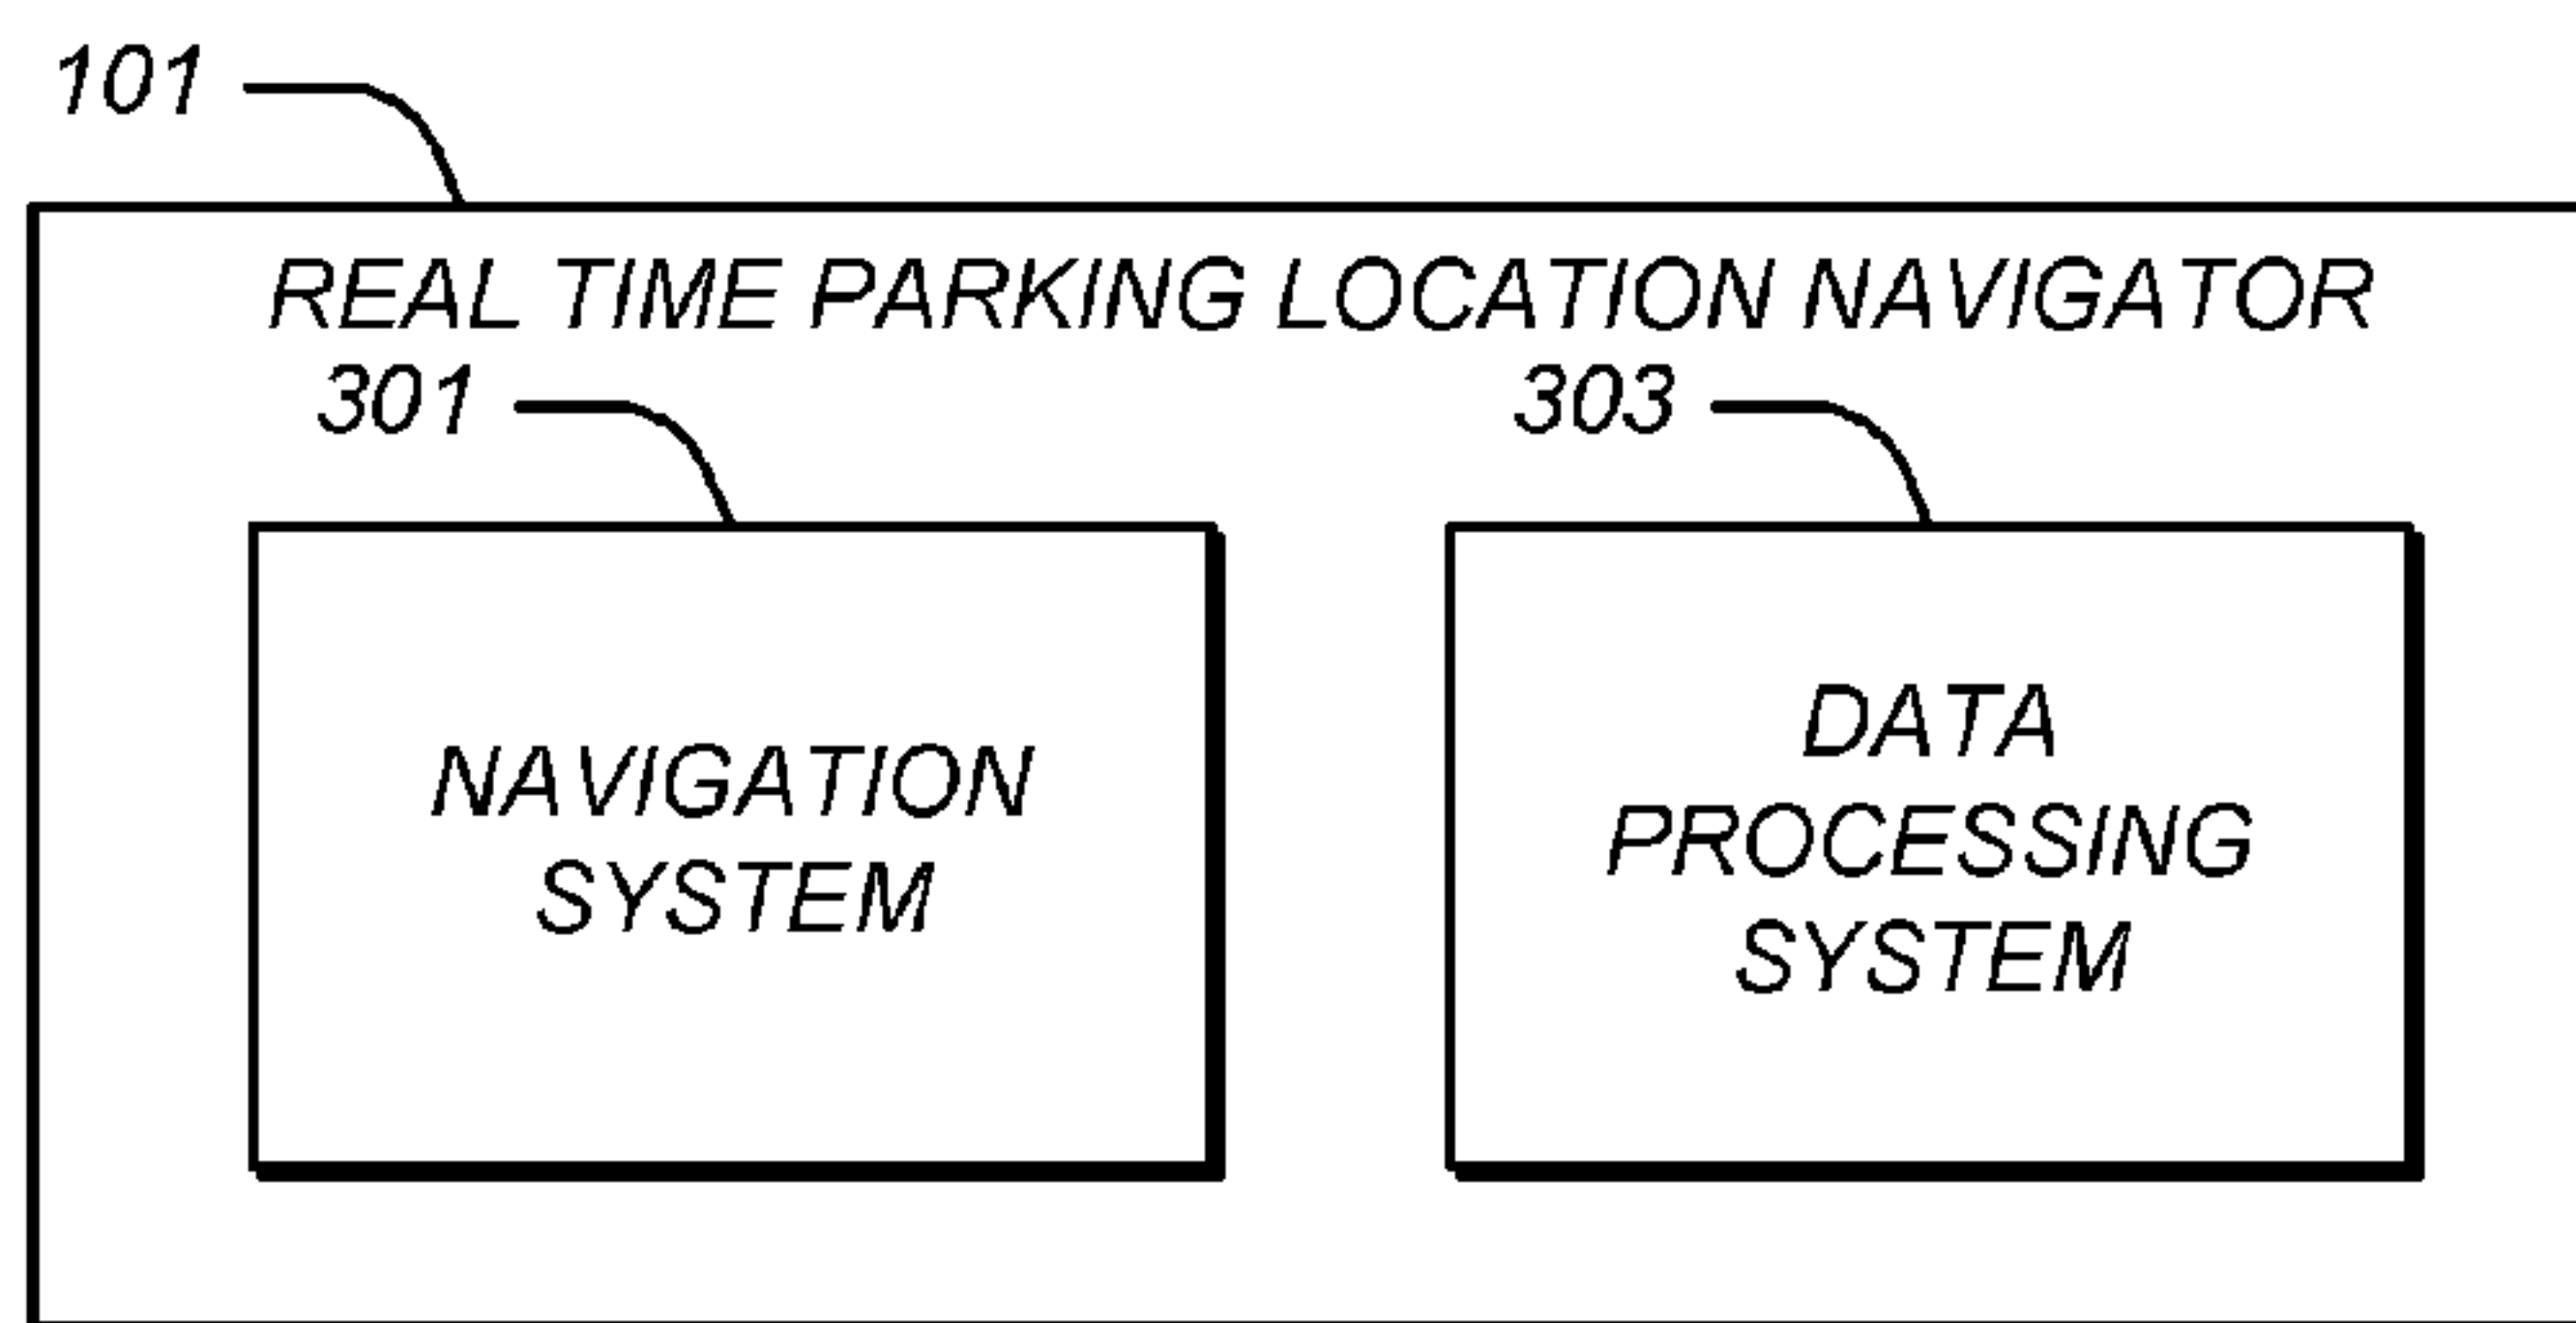 101
REAL TIME PARKING LOCATION NAVIGATOR
301
303
NAVIGATION
SYSTEM
DATA
PROCESSING
SYSTEM